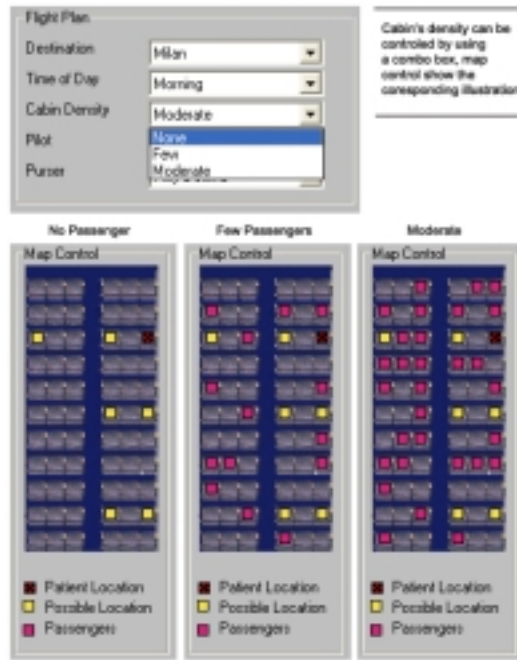 Flight Plan
Destination
Milan
Time of Day
Morning
Cabin Density
Moderate
Pilot
None
Few
Moderate
Purser
Cabin's density can be
controled by using
a combo box, map
control show the
corresponding illustration
No Passenger
Few Passengers
Moderate
Map Control
Map Control
Map Control
Patient Location
Possible Location
Passengers
Patient Location
Possible Location
Passengers
Patient Location
Possible Location
Passengers